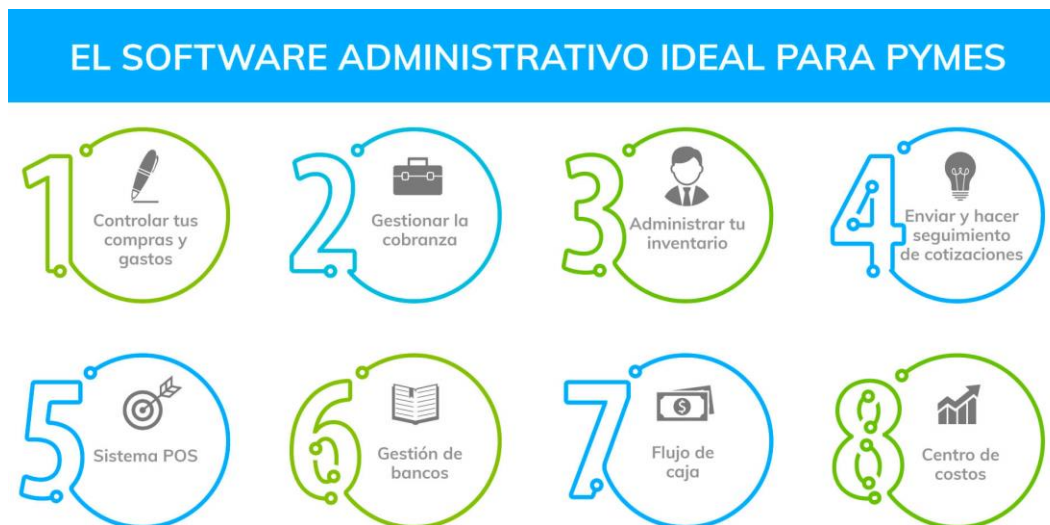 EL SOFTWARE ADMINISTRATIVO IDEAL PARA PYMES
1
Controlar tus
compras y
gastos
2
Gestionar la
cobranza
3
Administrar tu
inventario
4
Enviar y hacer
seguimiento
de cotizaciones
5
Sistema POS
6
Gestión de
bancos
7
$
Flujo de
caja
8
Centro de
costos